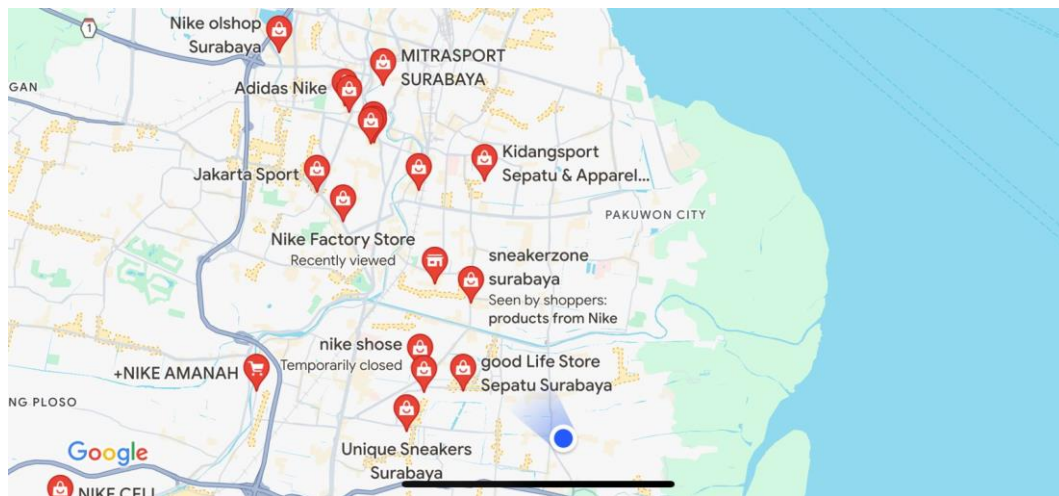 Nike olshop
Surabaya
1
MITRASPORT
SURABAYA
GAN
Adidas Nike
Kidangsport
Sepatu & Apparel...
Jakarta Sport
PAKUWON CITY
Nike Factory Store
Recently viewed
sneakerzone
surabaya
Seen by shoppers:
products from Nike
nike shose
Temporarily closed
good Life Store
Sepatu Surabaya
+NIKE AMANAH
NG PLOSO
Google
Unique Sneakers
Surabaya
NIKE CELL